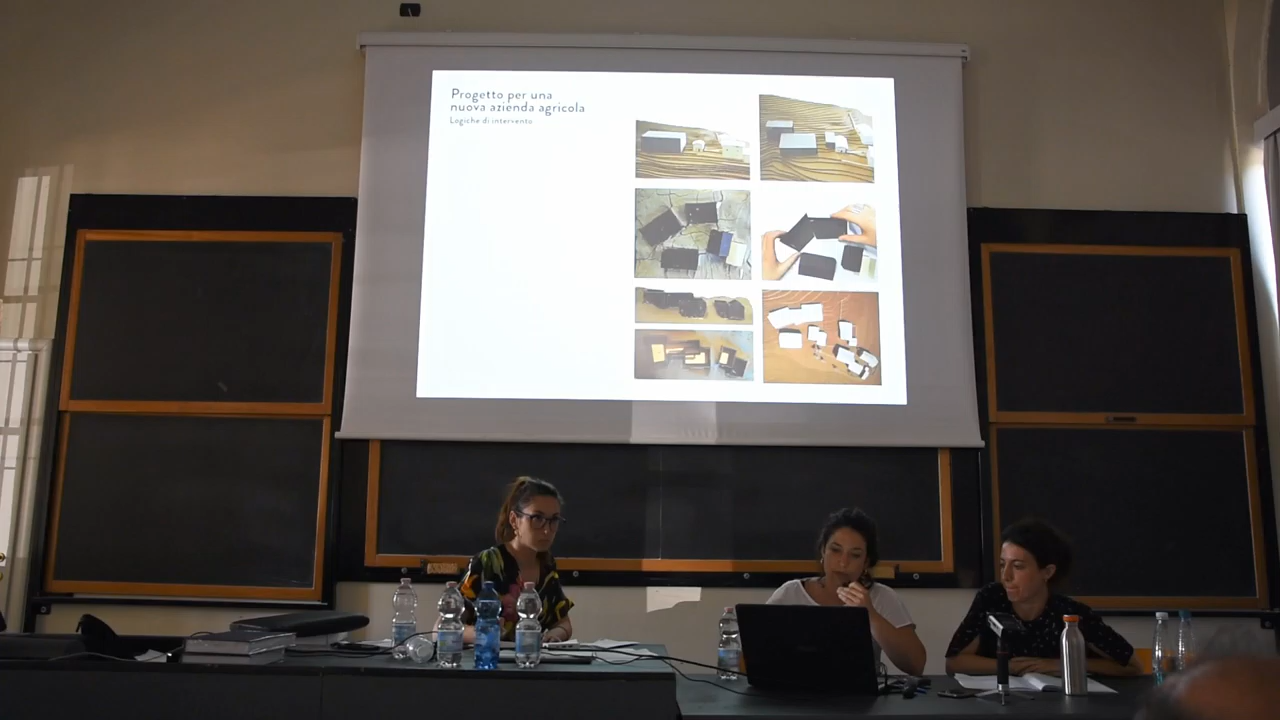 Progetto per una
nuova azienda agricola
Logiche di intervento